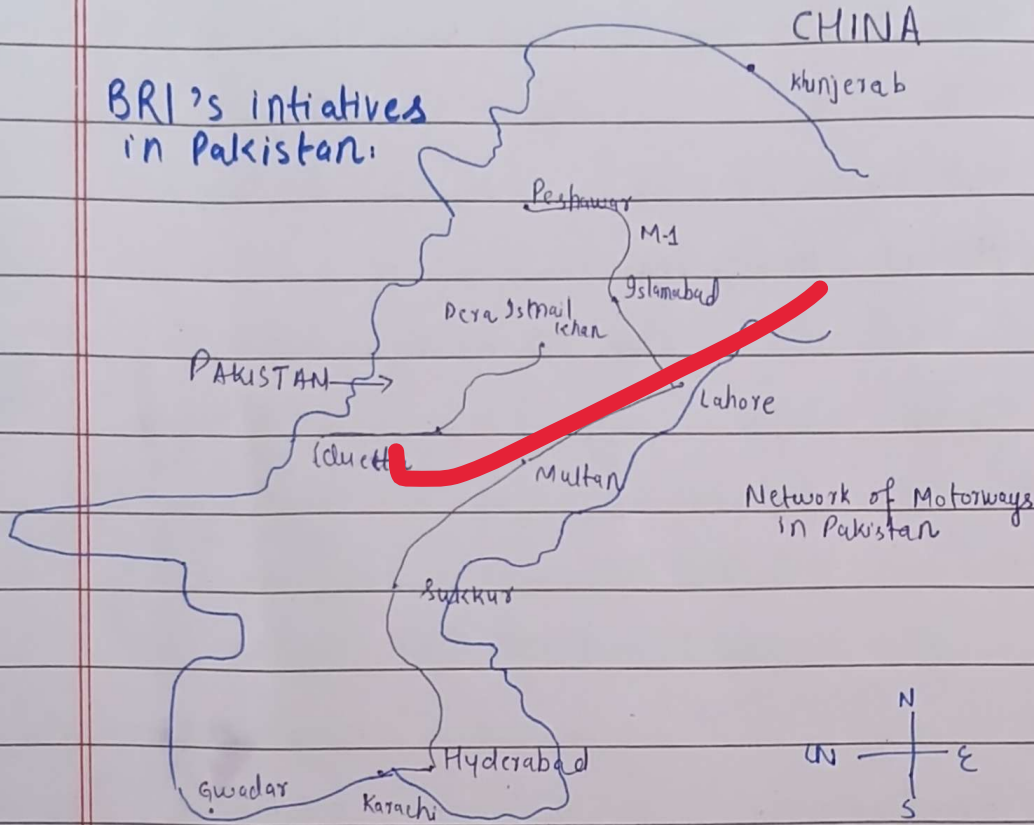 CHINA
Khunjerab
BRI's intiatives
in Pakistan:
Peshawar
M-1
Islamabad
Dera Ismail
Khan
PAKISTAN
Lahore
Quetta
Multan
Network of Motorways
in Pakistan
Sukkur
N
W E
S
Hyderabad
Gwadar
Karachi